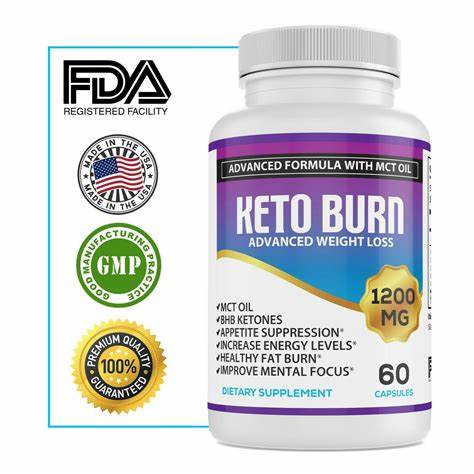 FDA
REGISTERED FACILITY
MADE IN THE USA
MADE IN THE USA
GOOD MANUFACTURING PRACTICE
GMP
PREMIUM QUALITY
100%
GUARANTEED
ADVANCED FORMULA WITH MCT OIL
KETO BURN
ADVANCED WEIGHT LOSS
1200
MG
✓MCT OIL
✓BHB KETONES
✓APPETITE SUPPRESSION*
✓INCREASE ENERGY LEVELS*
✓HEALTHY FAT BURN*
✓IMPROVE MENTAL FOCUS*
DIETARY SUPPLEMENT
60
CAPSULES